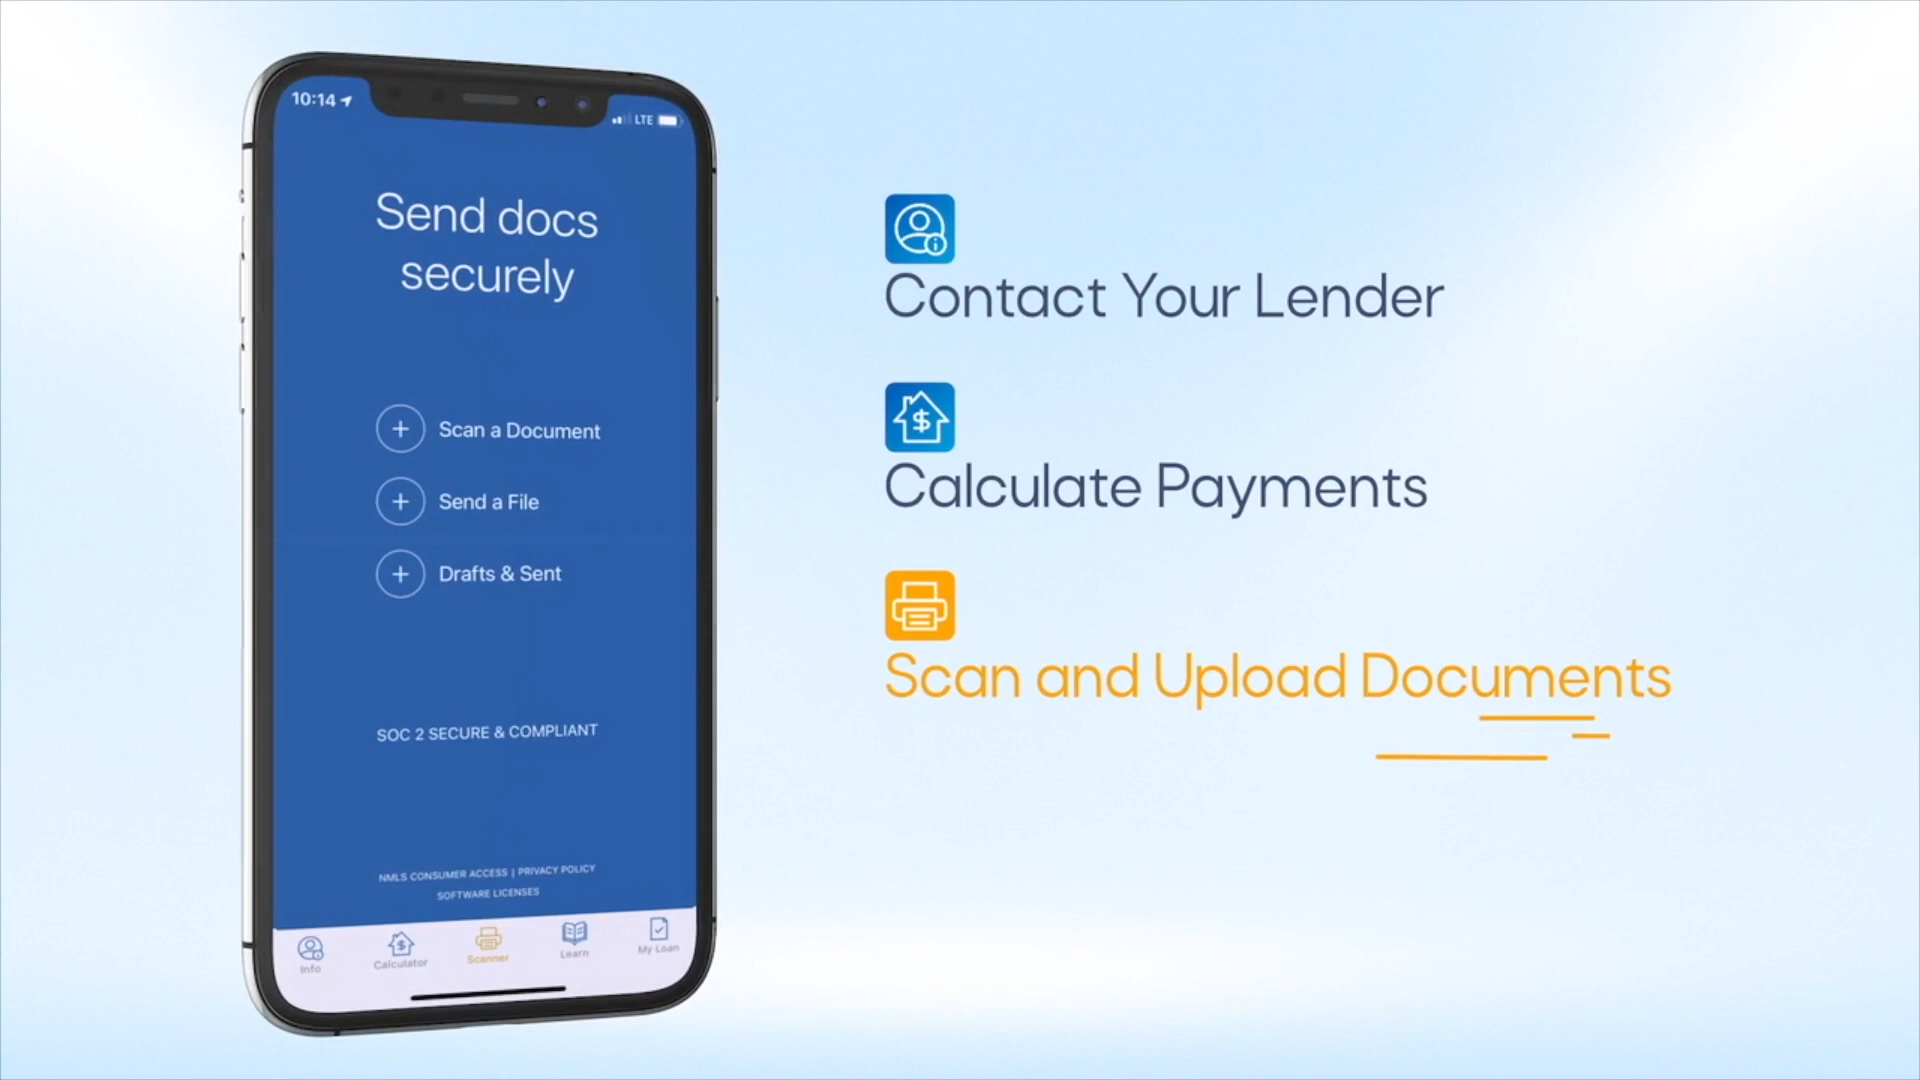 10:14
LTE
Send docs
securely
Scan a Document
Send a File
Drafts & Sent
SOC 2 SECURE & COMPLIANT
NMLS CONSUMER ACCESS | PRIVACY POLICY
SOFTWARE LICENSES
Info
Calculator
Scanner
Learn
My Loan
Contact Your Lender
Calculate Payments
Scan and Upload Documents